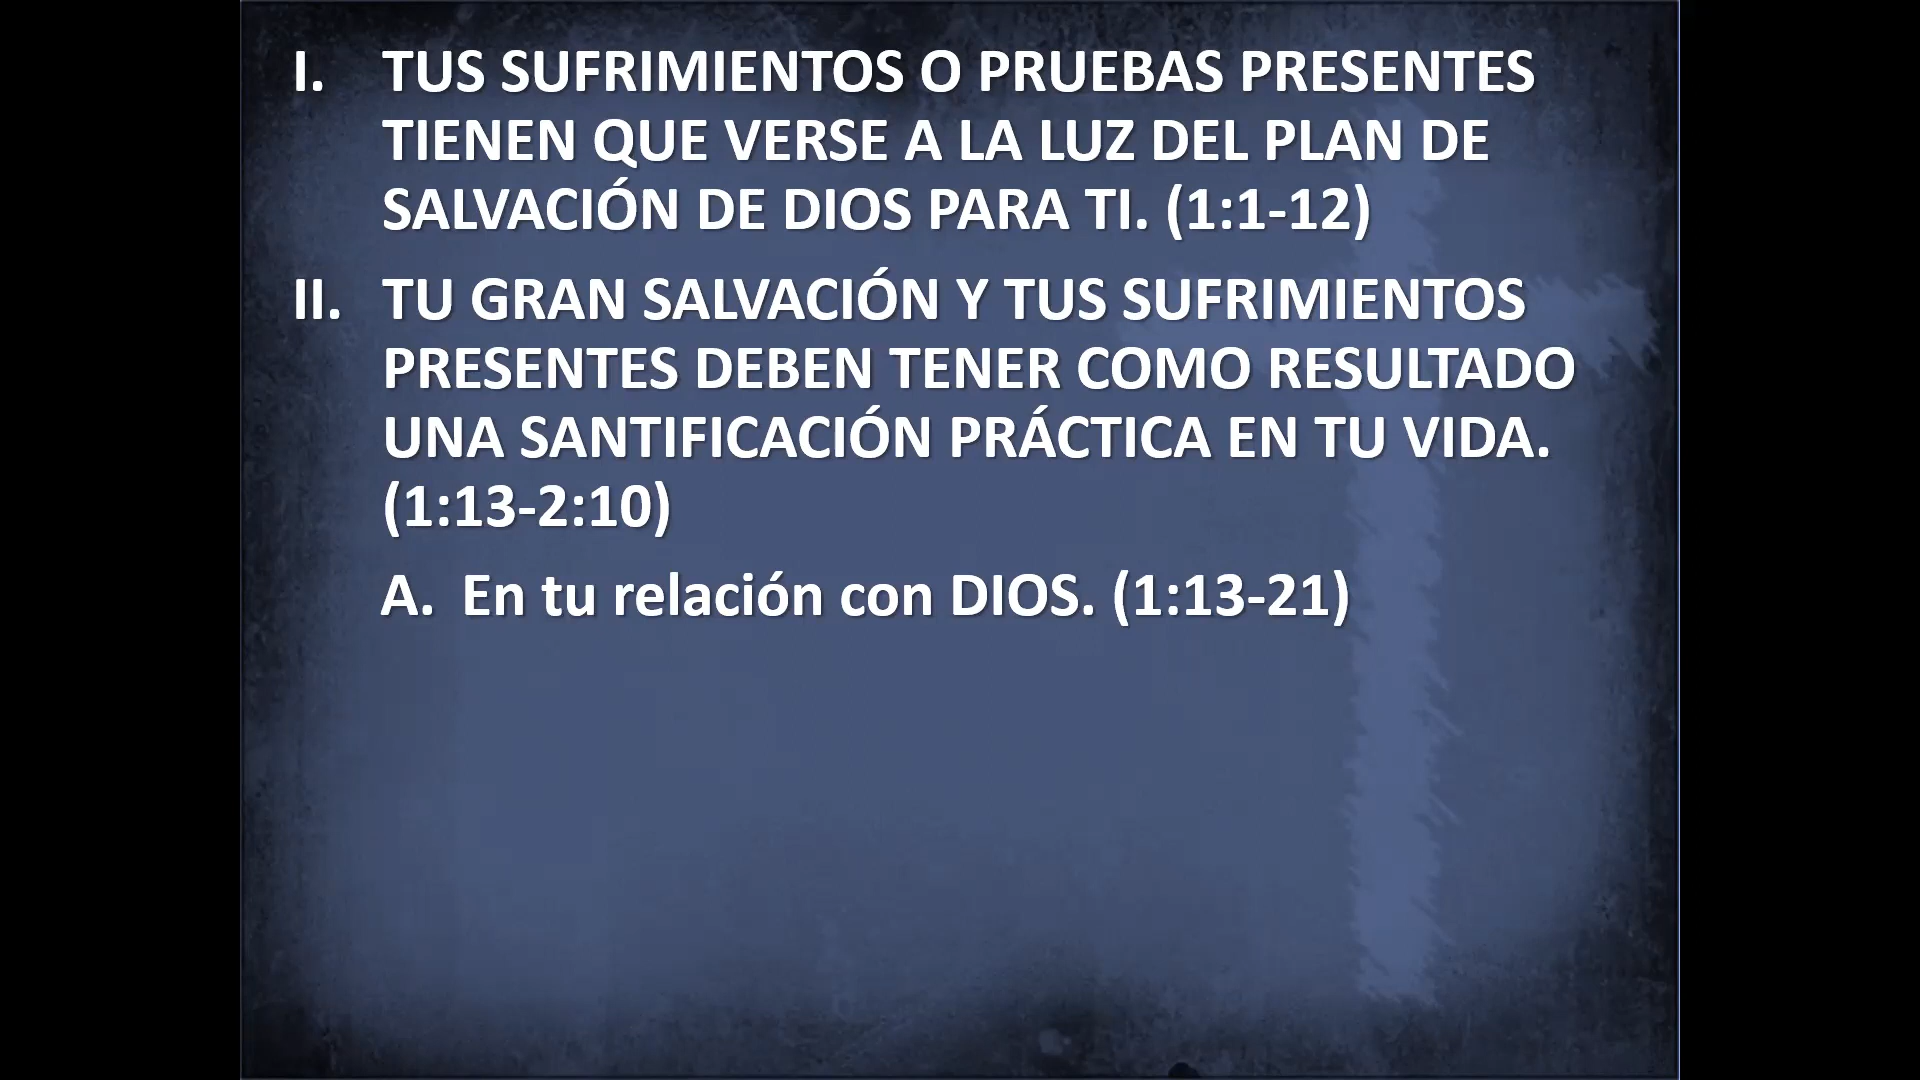 I. TUS SUFRIMIENTOS O PRUEBAS PRESENTES
TIENEN QUE VERSE A LA LUZ DEL PLAN DE
SALVACIÓN DE DIOS PARA TI. (1:1-12)
II. TU GRAN SALVACIÓN Y TUS SUFRIMIENTOS
PRESENTES DEBEN TENER COMO RESULTADO
UNA SANTIFICACIÓN PRÁCTICA EN TU VIDA.
(1:13-2:10)
A. En tu relación con DIOS. (1:13-21)